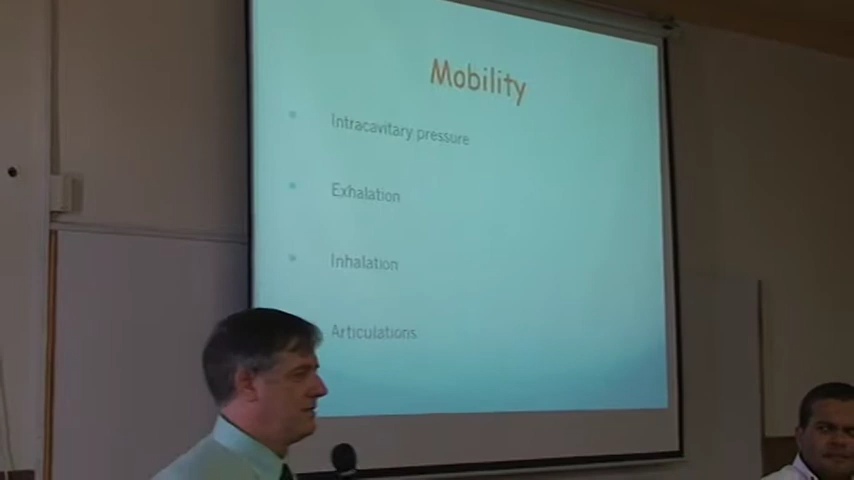 Mobility
Intracavitary pressure
Exhalation
Inhalation
Articulations